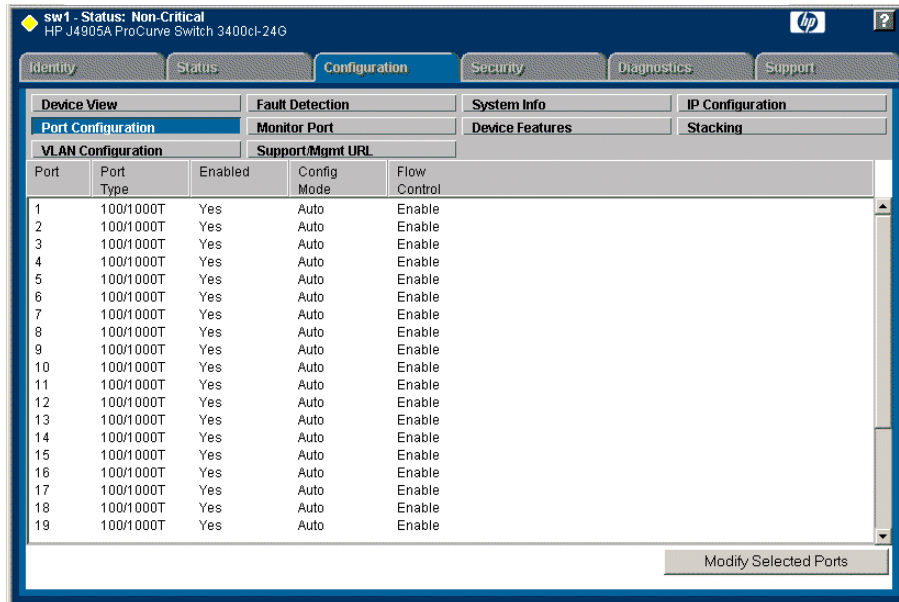 sw1 - Status: Non-Critical
HP J4905A ProCurve Switch 3400cl-24G
hp
?
Identity Status Configuration Security Diagnostics Support
Device View Fault Detection System Info IP Configuration
Port Configuration Monitor Port Device Features Stacking
VLAN Configuration Support/Mgmt URL
Port Port Type Enabled Config Mode Flow Control
1 100/1000T Yes Auto Enable
2 100/1000T Yes Auto Enable
3 100/1000T Yes Auto Enable
4 100/1000T Yes Auto Enable
5 100/1000T Yes Auto Enable
6 100/1000T Yes Auto Enable
7 100/1000T Yes Auto Enable
8 100/1000T Yes Auto Enable
9 100/1000T Yes Auto Enable
10 100/1000T Yes Auto Enable
11 100/1000T Yes Auto Enable
12 100/1000T Yes Auto Enable
13 100/1000T Yes Auto Enable
14 100/1000T Yes Auto Enable
15 100/1000T Yes Auto Enable
16 100/1000T Yes Auto Enable
17 100/1000T Yes Auto Enable
18 100/1000T Yes Auto Enable
19 100/1000T Yes Auto Enable
Modify Selected Ports